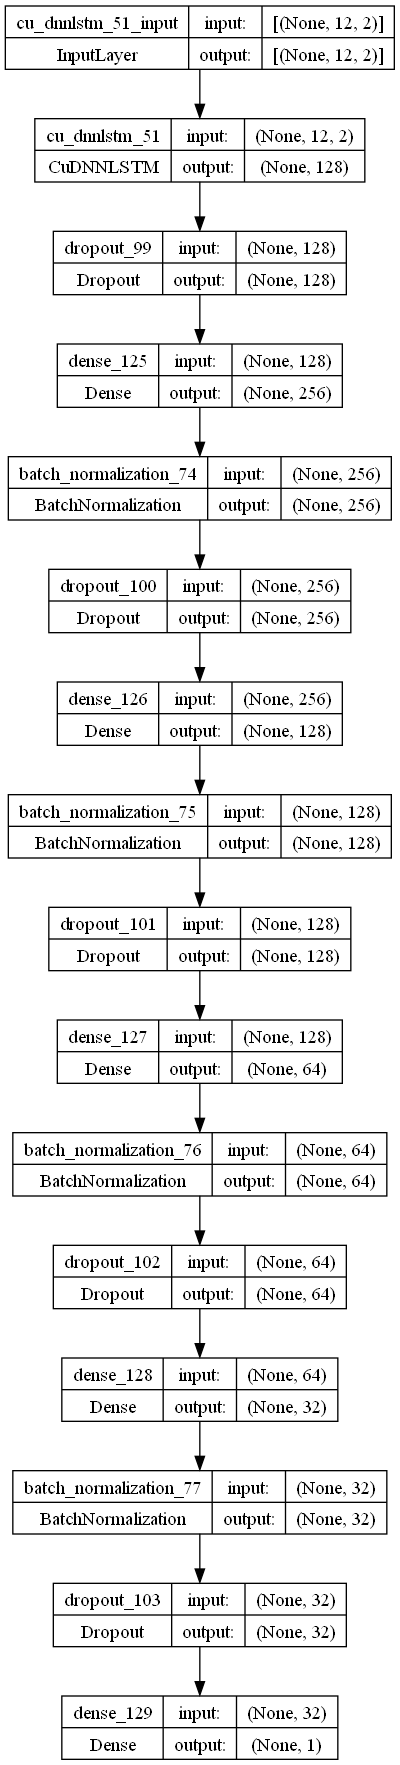 cu_dnnlstm_51_input input: [(None, 12, 2)]
InputLayer output: [(None, 12, 2)]
cu_dnnlstm_51 input: (None, 12, 2)
CuDNNLSTM output: (None, 128)
dropout_99 input: (None, 128)
Dropout output: (None, 128)
dense_125 input: (None, 128)
Dense output: (None, 256)
batch_normalization_74 input: (None, 256)
BatchNormalization output: (None, 256)
dropout_100 input: (None, 256)
Dropout output: (None, 256)
dense_126 input: (None, 256)
Dense output: (None, 128)
batch_normalization_75 input: (None, 128)
BatchNormalization output: (None, 128)
dropout_101 input: (None, 128)
Dropout output: (None, 128)
dense_127 input: (None, 128)
Dense output: (None, 64)
batch_normalization_76 input: (None, 64)
BatchNormalization output: (None, 64)
dropout_102 input: (None, 64)
Dropout output: (None, 64)
dense_128 input: (None, 64)
Dense output: (None, 32)
batch_normalization_77 input: (None, 32)
BatchNormalization output: (None, 32)
dropout_103 input: (None, 32)
Dropout output: (None, 32)
dense_129 input: (None, 32)
Dense output: (None, 1)